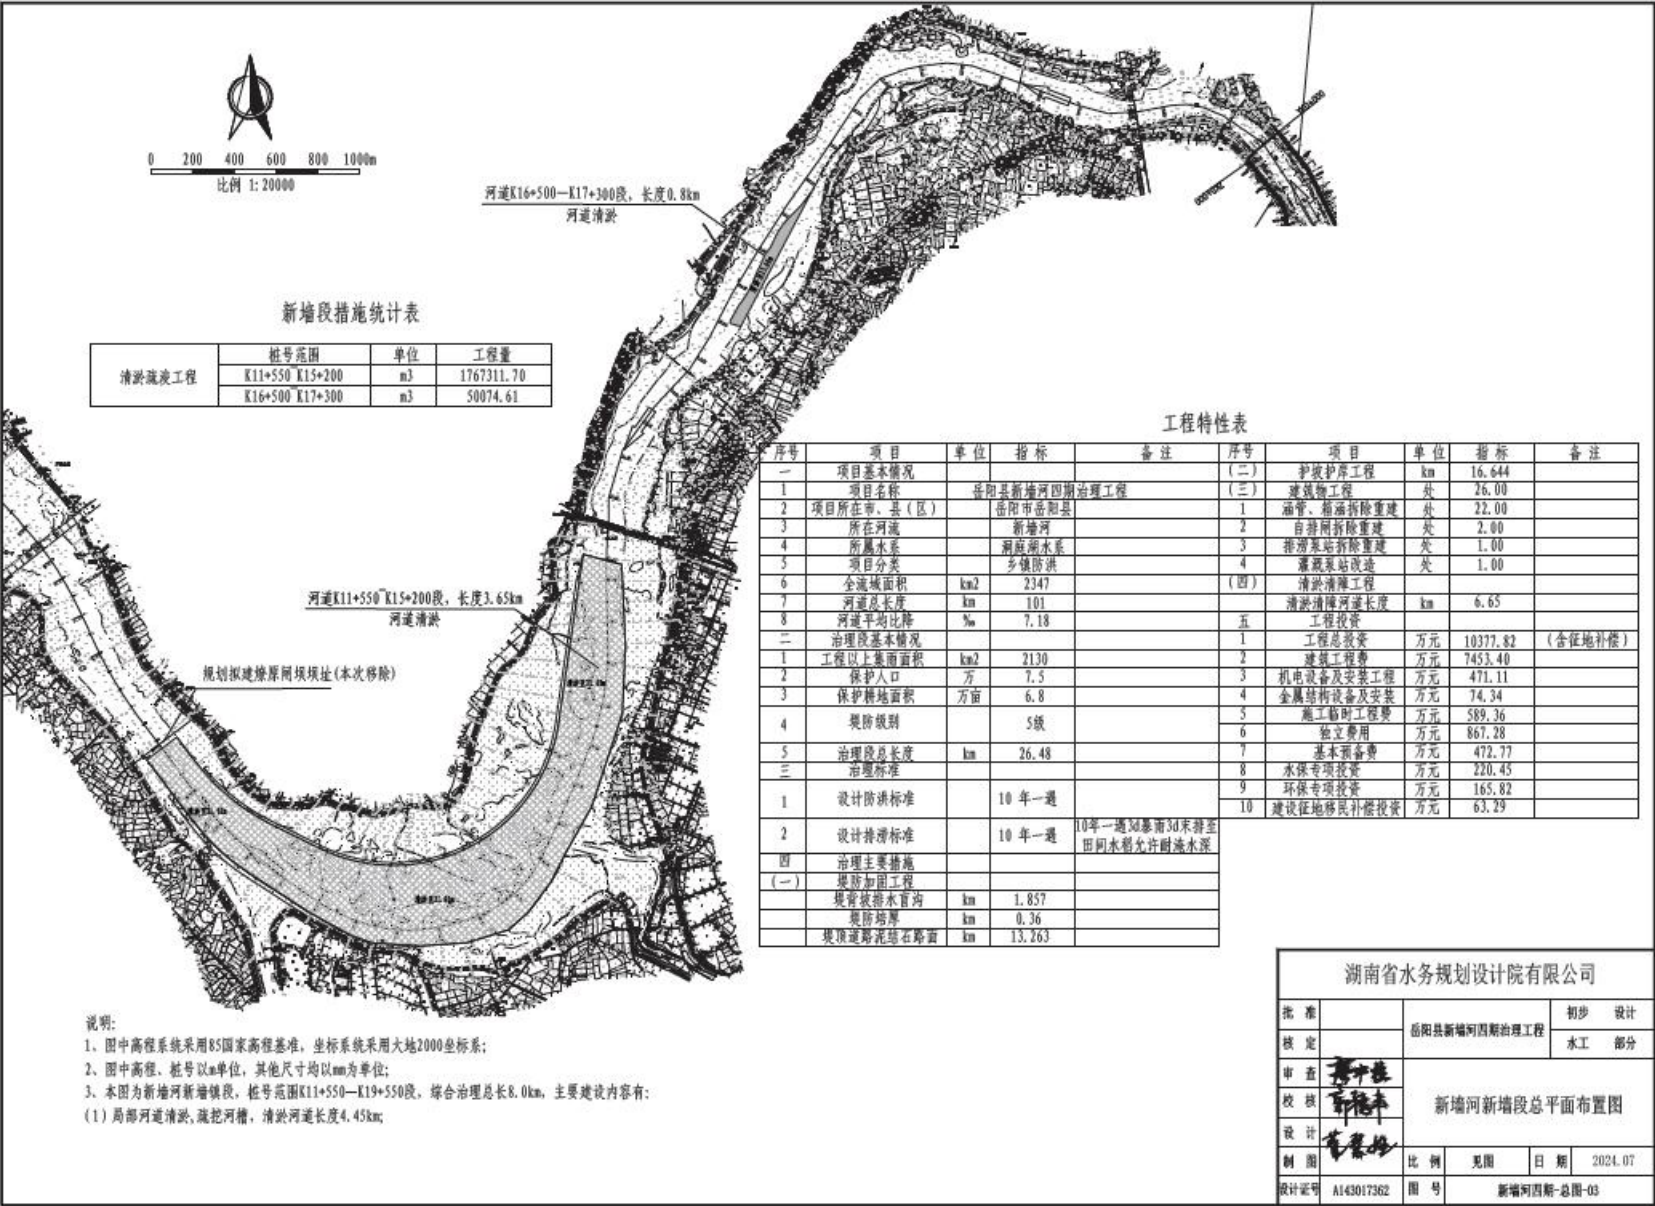 0 200 400 600 800 1000m
比例 1:20000
河道K16+500—K17+300段，长度0.8km
河道清淤
新墙段措施统计表
清淤疏浚工程 桩号范围 单位 工程量
K11+550~K15+200 m3 1767311.70
K16+500~K17+300 m3 50074.61
河道K11+550~K15+200段，长度3.65km
河道清淤
规划拟建燎原闸坝坝址(本次移除)
工程特性表
序号 项目 单位 指标 备注
一 项目基本情况
1 项目名称 岳阳县新墙河四期治理工程
2 项目所在市、县（区） 岳阳市岳阳县
3 所在河流 新墙河
4 所属水系 洞庭湖水系
5 项目分类 乡镇防洪
6 全流域面积 km2 2347
7 河道总长度 km 101
8 河道平均比降 ‰ 7.18
二 治理段基本情况
1 工程以上集雨面积 km2 2130
2 保护人口 万 7.5
3 保护耕地面积 万亩 6.8
4 堤防级别 5级
5 治理段总长度 km 26.48
三 治理标准
1 设计防洪标准 10 年一遇
2 设计排涝标准 10 年一遇 10年一遇3d暴雨3d末排至
田间水稻允许耐淹水深
四 治理主要措施
(一) 堤防加固工程
堤背坡排水盲沟 km 1.857
堤防培厚 km 0.36
堤顶道路泥结石路面 km 13.263
序号 项目 单位 指标 备注
(二) 护坡护岸工程 km 16.644
(三) 建筑物工程 处 26.00
1 涵管、箱涵拆除重建 处 22.00
2 自排闸拆除重建 处 2.00
3 排涝泵站拆除重建 处 1.00
4 灌溉泵站改造 处 1.00
(四) 清淤清障工程
清淤清障河道长度 km 6.65
五 工程投资
1 工程总投资 万元 10377.82 (含征地补偿)
2 建筑工程费 万元 7453.40
3 机电设备及安装工程 万元 471.11
4 金属结构设备及安装 万元 74.34
5 施工临时工程费 万元 589.36
6 独立费用 万元 867.28
7 基本预备费 万元 472.77
8 水保专项投资 万元 220.45
9 环保专项投资 万元 165.82
10 建设征地移民补偿投资 万元 63.29
说明:
1、图中高程系统采用85国家高程基准，坐标系统采用大地2000坐标系;
2、图中高程、桩号以m单位，其他尺寸均以mm为单位;
3、本图为新墙河新墙镇段，桩号范围K11+550—K19+550段，综合治理总长8.0km，主要建设内容有:
(1)局部河道清淤,疏挖河槽，清淤河道长度4.45km;
湖南省水务规划设计院有限公司
批准
核定
审查
校核
设计
制图
岳阳县新墙河四期治理工程
初步 设计
水工 部分
新墙河新墙段总平面布置图
比例 见图 日期 2024.07
设计证号 A143017362 图号 新墙河四期-总图-03